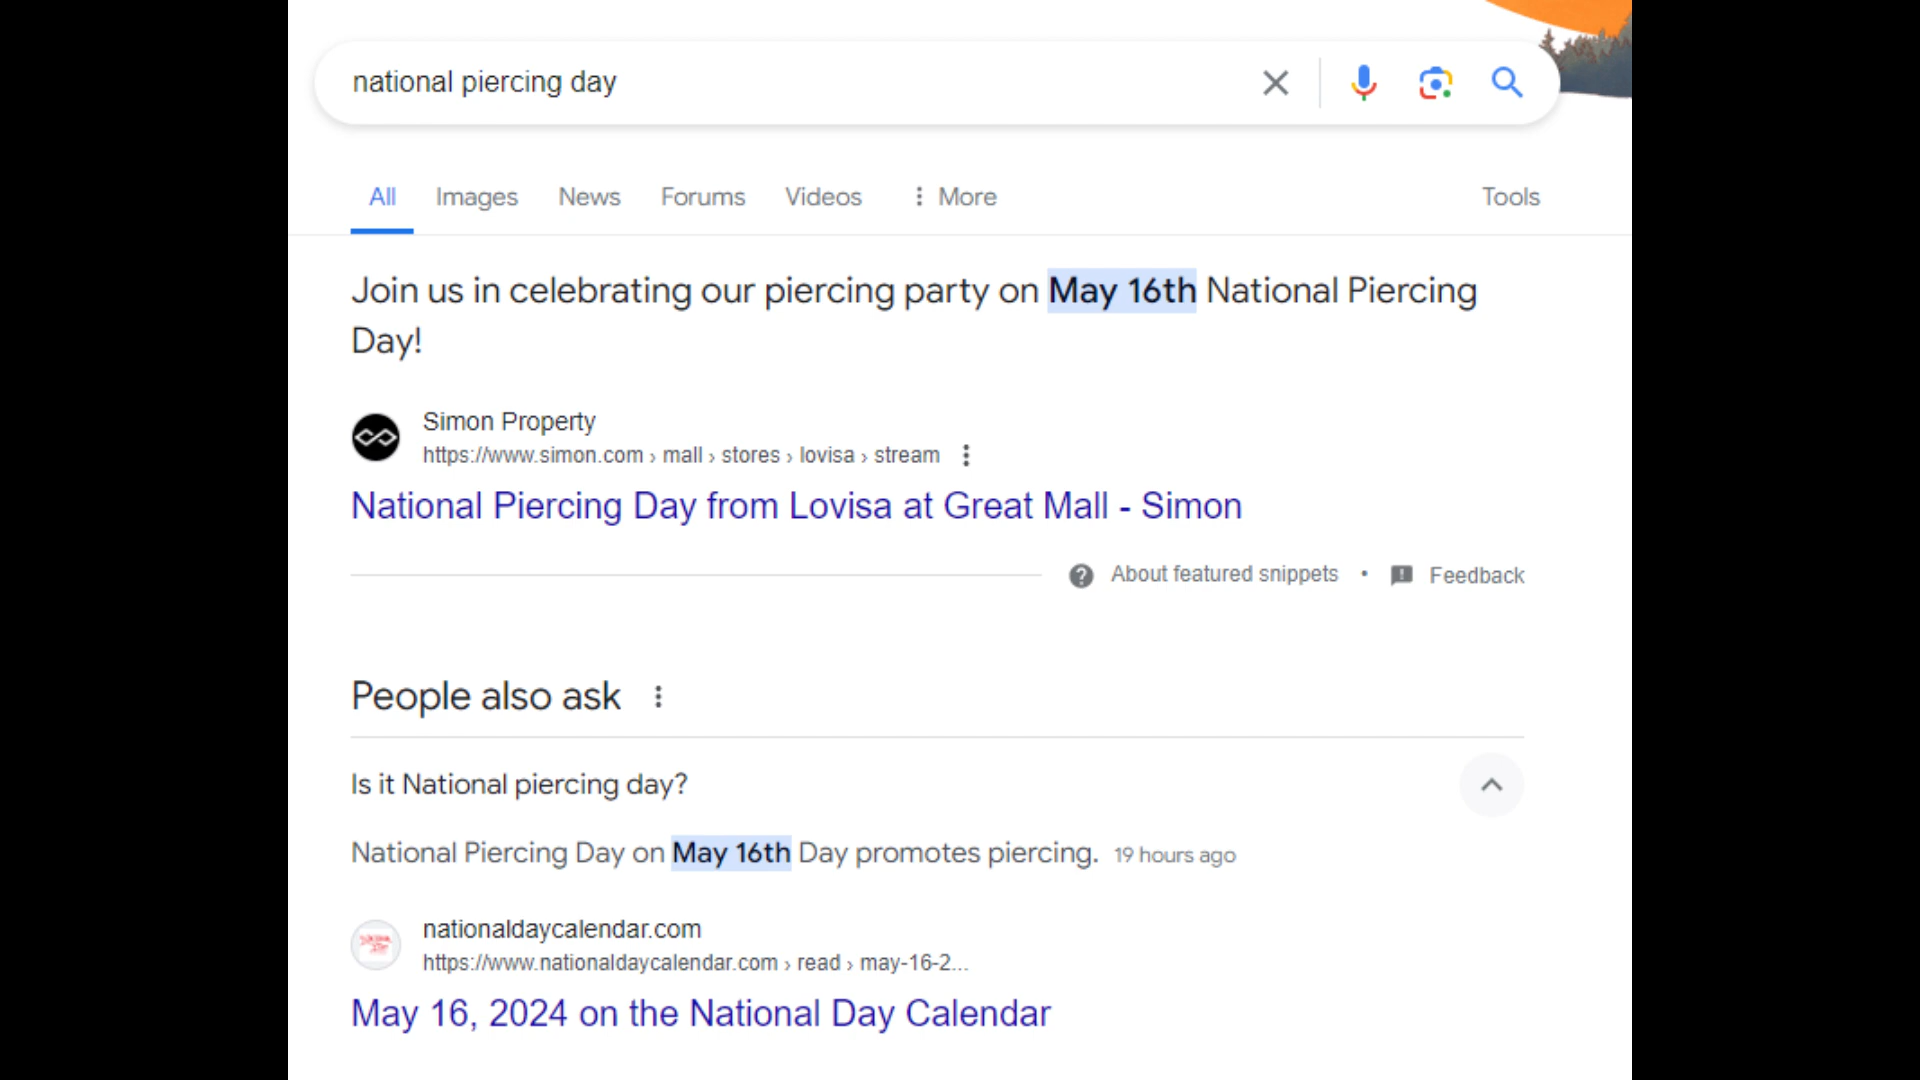 national piercing day
All Images News Forums Videos More Tools
Join us in celebrating our piercing party on May 16th National Piercing
Day!
Simon Property
https://www.simon.com › mall › stores › lovisa › stream
National Piercing Day from Lovisa at Great Mall - Simon
About featured snippets • Feedback
People also ask
Is it National piercing day?
National Piercing Day on May 16th Day promotes piercing. 19 hours ago
nationaldaycalendar.com
https://www.nationaldaycalendar.com › read › may-16-2...
May 16, 2024 on the National Day Calendar